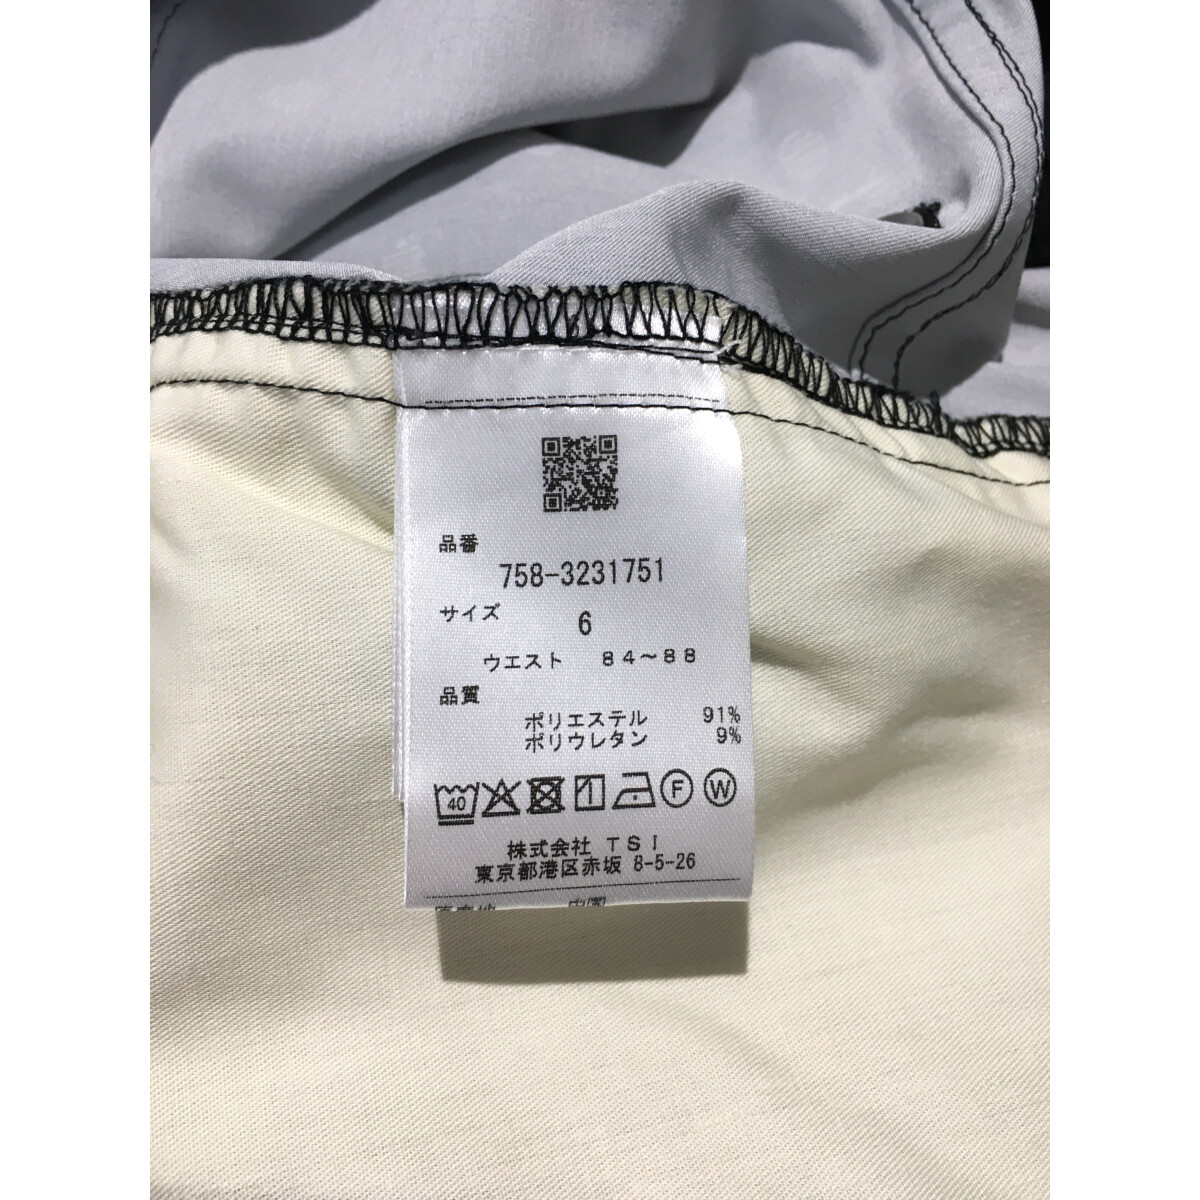 品番
758-3231751
サイズ
6
ウエスト 84～88
品質
ポリエステル 91%
ポリウレタン 9%
40 F W
株式会社 TSI
東京都港区赤坂 8-5-26